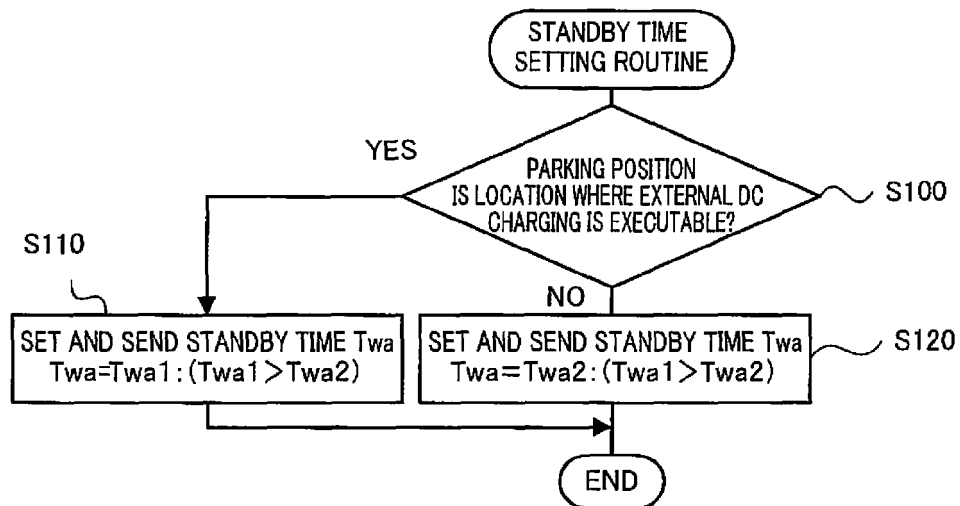 STANDBY TIME
SETTING ROUTINE
YES
PARKING POSITION
IS LOCATION WHERE EXTERNAL DC
CHARGING IS EXECUTABLE?
S100
S110
NO
SET AND SEND STANDBY TIME Twa
Twa=Twa1:(Twa1>Twa2)
SET AND SEND STANDBY TIME Twa
Twa=Twa2:(Twa1>Twa2)
S120
END